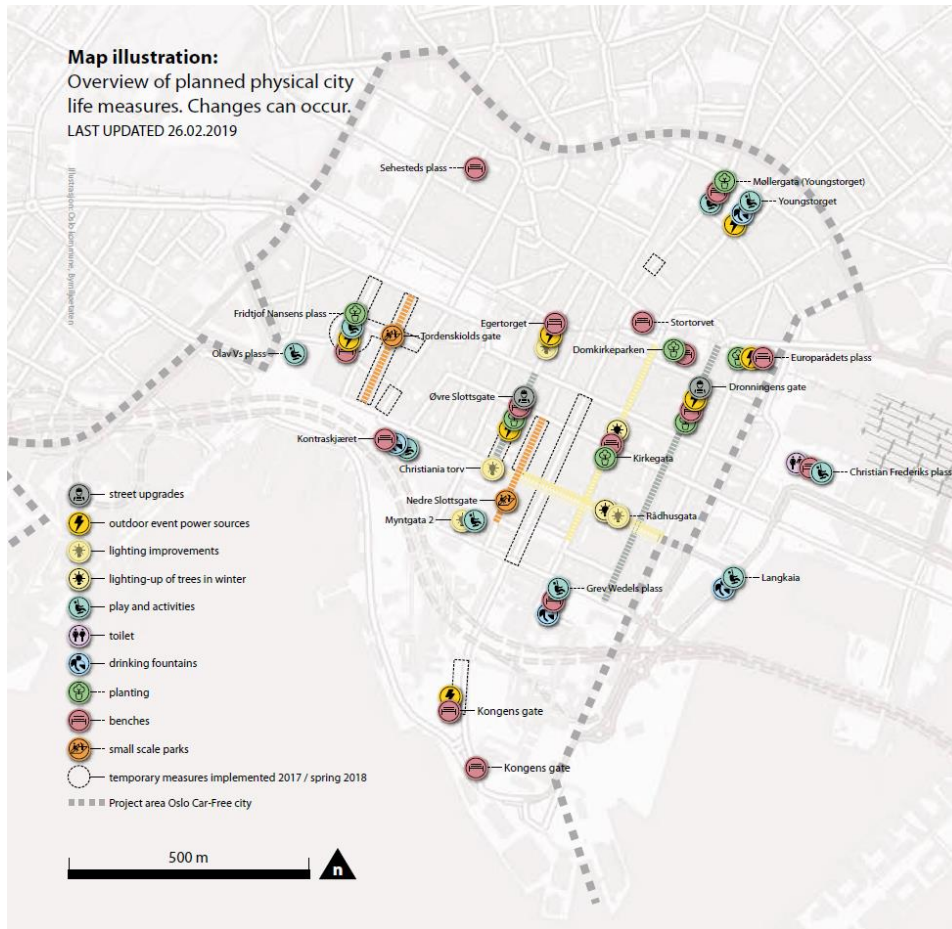 Map illustration:
Overview of planned physical city
life measures. Changes can occur.
LAST UPDATED 26.02.2019
Illustrasjon: Oslo kommune, Bymiljøetaten
Sehesteds plass
Møllergata (Youngstorget)
Youngstorget
Fridtjof Nansens plass
Tordenskiolds gate
Egertorget
Stortorvet
Olav Vs plass
Domkirkeparken
Europarådets plass
Dronningens gate
Øvre Slottsgate
Kontraskjæret
Kirkegata
Christiania torv
Christian Frederiks plass
Nedre Slottsgate
Myntgata 2
Rådhusgata
Langkaia
Grev Wedels plass
Kongens gate
Kongens gate
street upgrades
outdoor event power sources
lighting improvements
lighting-up of trees in winter
play and activities
toilet
drinking fountains
planting
benches
small scale parks
temporary measures implemented 2017 / spring 2018
Project area Oslo Car-Free city
500 m
n